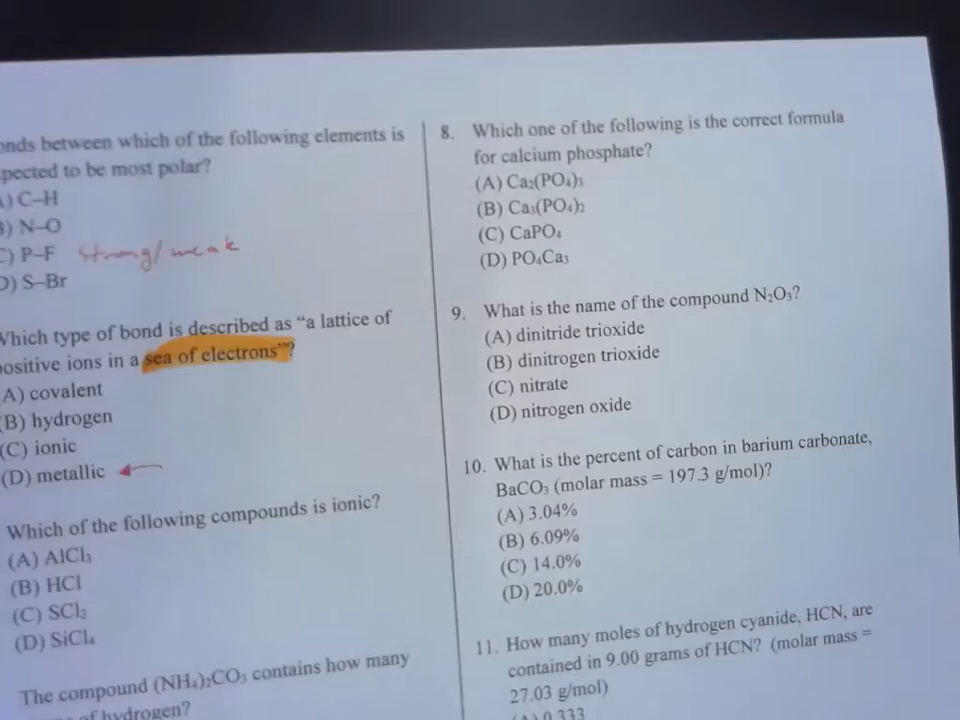 onds between which of the following elements is
pected to be most polar?
A) C–H
B) N–O
C) P–F strong/weak
D) S–Br
Which type of bond is described as “a lattice of
positive ions in a sea of electrons”?
A) covalent
(B) hydrogen
(C) ionic
(D) metallic
Which of the following compounds is ionic?
(A) AlCl₃
(B) HCl
(C) SCl₂
(D) SiCl₄
The compound (NH₄)₂CO₃ contains how many
of hydrogen?
8. Which one of the following is the correct formula
for calcium phosphate?
(A) Ca₂(PO₄)₃
(B) Ca₃(PO₄)₂
(C) CaPO₄
(D) PO₄Ca₃
9. What is the name of the compound N₂O₃?
(A) dinitride trioxide
(B) dinitrogen trioxide
(C) nitrate
(D) nitrogen oxide
10. What is the percent of carbon in barium carbonate,
BaCO₃ (molar mass = 197.3 g/mol)?
(A) 3.04%
(B) 6.09%
(C) 14.0%
(D) 20.0%
11. How many moles of hydrogen cyanide, HCN, are
contained in 9.00 grams of HCN? (molar mass =
27.03 g/mol)
(A) 0.333